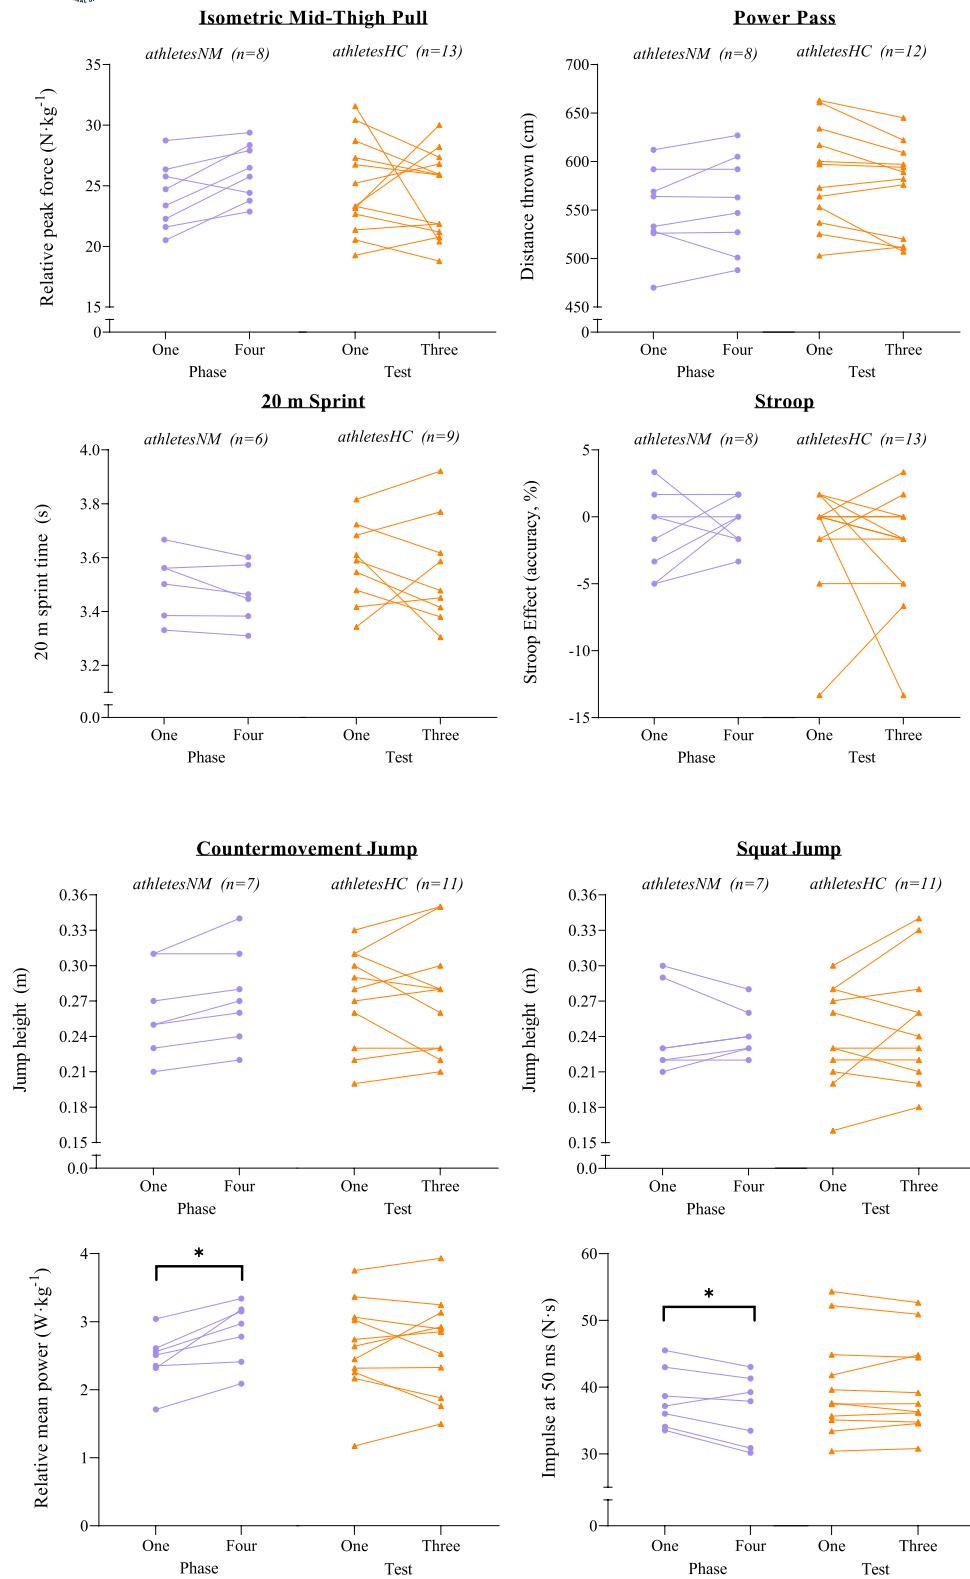 Isometric Mid-Thigh Pull
athletesNM (n=8)
athletesHC (n=13)
Relative peak force (N·kg⁻¹)
35
30
25
20
15
0
One
Four
One
Three
Phase
Test
Power Pass
athletesNM (n=8)
athletesHC (n=12)
Distance thrown (cm)
700
650
600
550
500
450
0
One
Four
One
Three
Phase
Test
20 m Sprint
athletesNM (n=6)
athletesHC (n=9)
20 m sprint time (s)
4.0
3.8
3.6
3.4
3.2
0.0
One
Four
One
Three
Phase
Test
Stroop
athletesNM (n=8)
athletesHC (n=13)
Stroop Effect (accuracy, %)
5
0
-5
-10
-15
One
Four
One
Three
Phase
Test
Countermovement Jump
athletesNM (n=7)
athletesHC (n=11)
Jump height (m)
0.36
0.33
0.30
0.27
0.24
0.21
0.18
0.15
0.0
One
Four
One
Three
Phase
Test
Squat Jump
athletesNM (n=7)
athletesHC (n=11)
Jump height (m)
0.36
0.33
0.30
0.27
0.24
0.21
0.18
0.15
0.0
One
Four
One
Three
Phase
Test
Relative mean power (W·kg⁻¹)
4
3
2
1
0
*
One
Four
One
Three
Phase
Test
Impulse at 50 ms (N·s)
60
50
40
30
0
*
One
Four
One
Three
Phase
Test